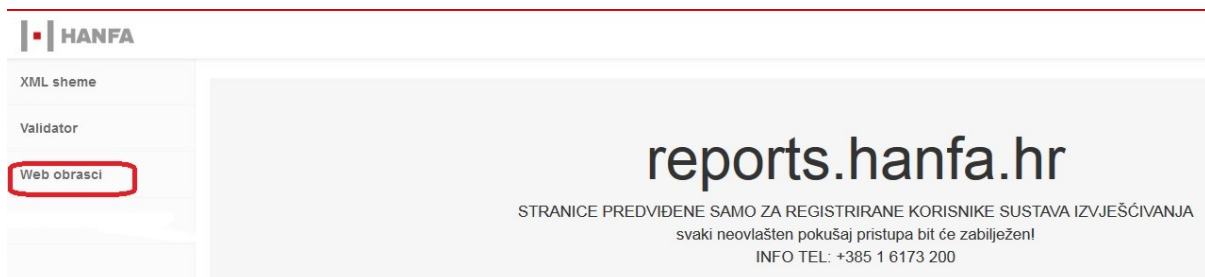 HANFA
XML sheme
Validator
Web obrasci
reports.hanfa.hr
STRANICE PREDVIĐENE SAMO ZA REGISTRIRANE KORISNIKE SUSTAVA IZVJEŠĆIVANJA
svaki neovlašten pokušaj pristupa bit će zabilježen!
INFO TEL: +385 1 6173 200